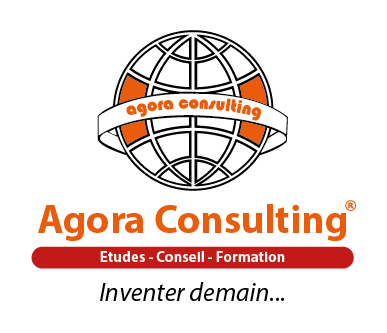 agora consulting
Agora Consulting®
Etudes - Conseil - Formation
Inventer demain...